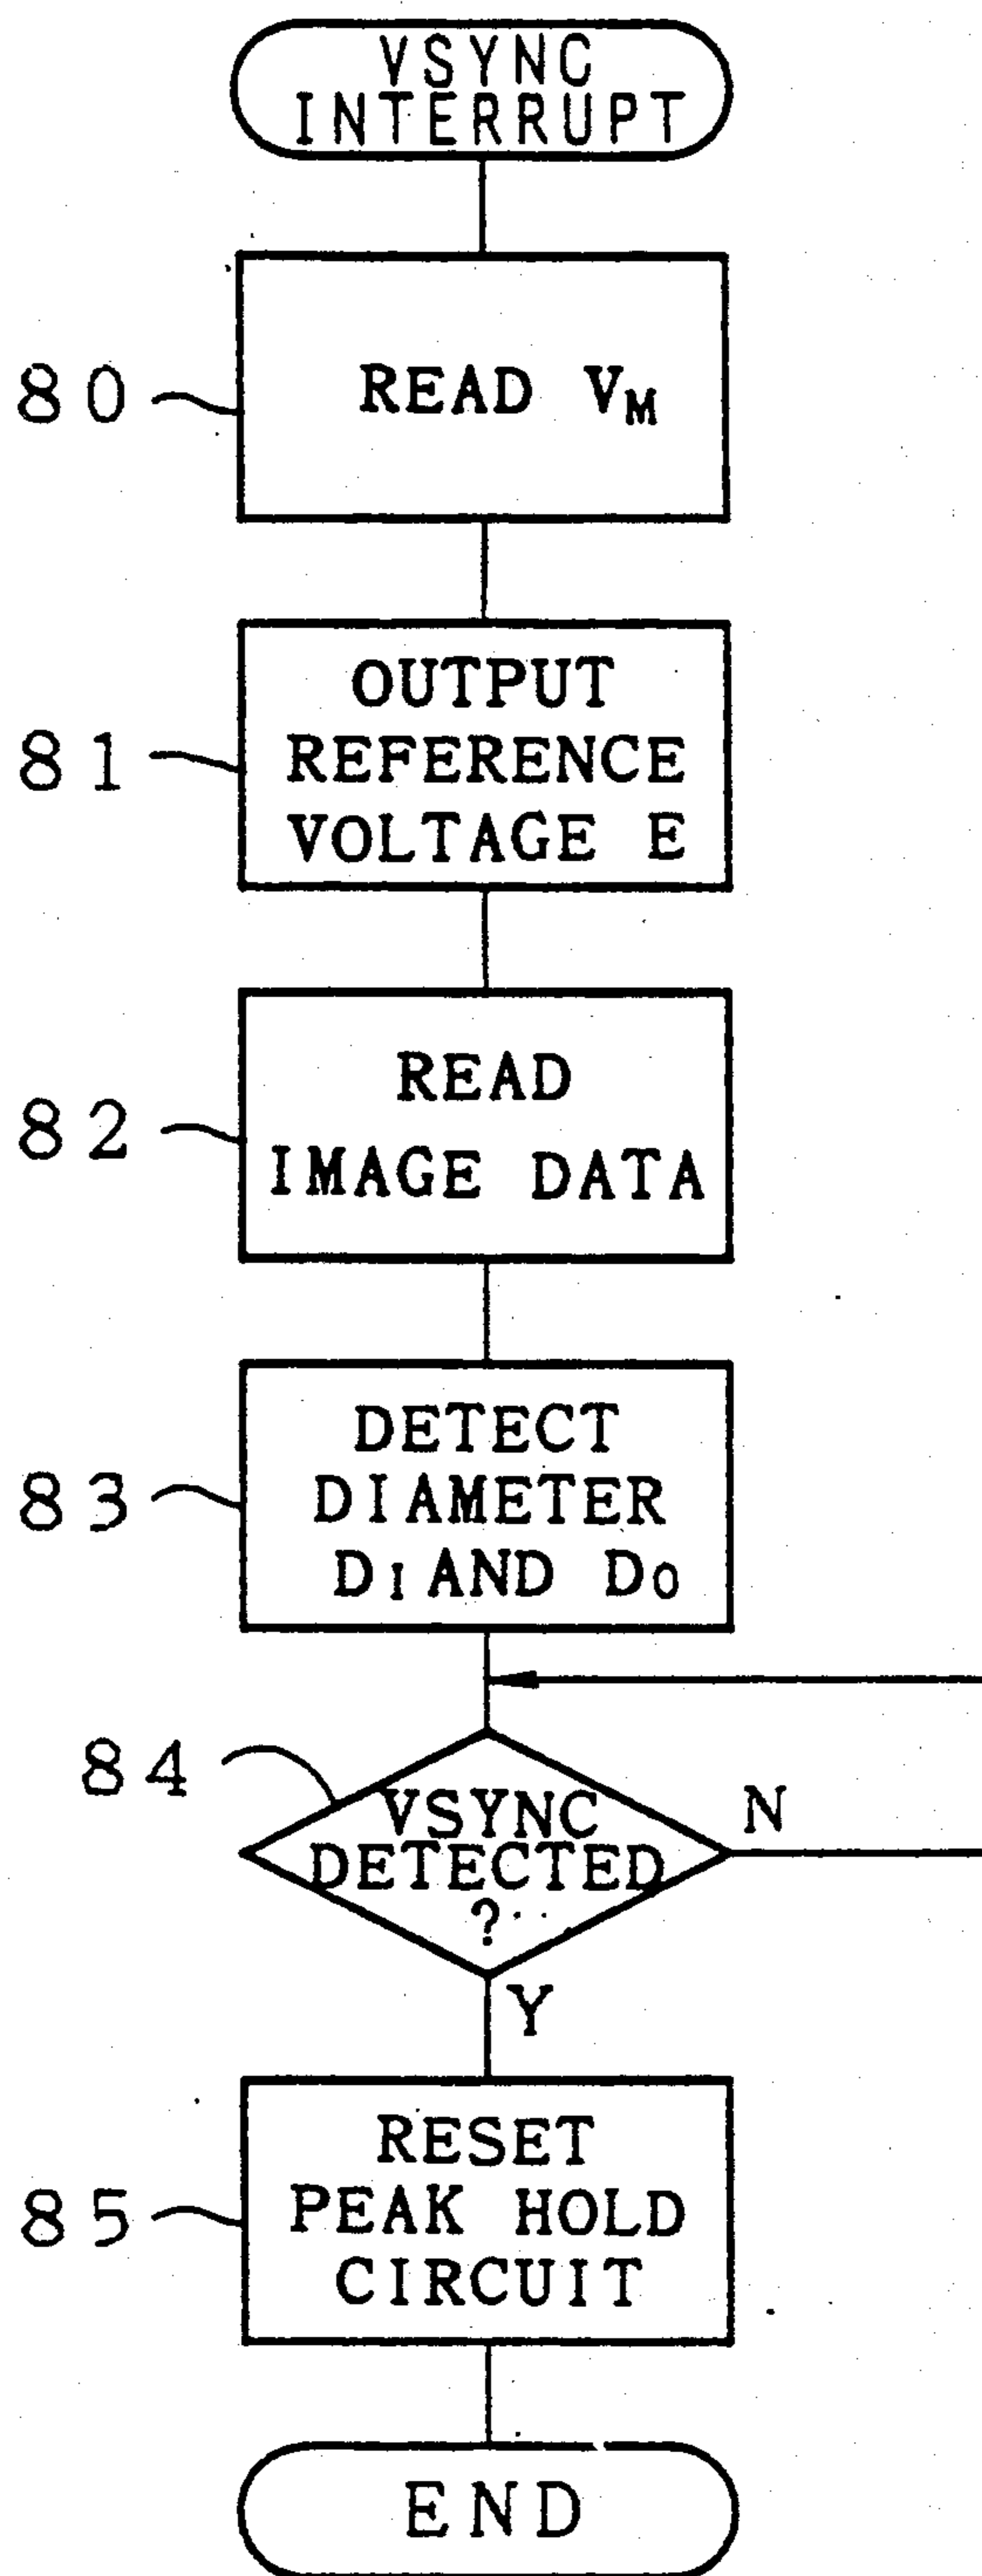 VSYNC
INTERRUPT
80
READ VM
81
OUTPUT
REFERENCE
VOLTAGE E
82
READ
IMAGE DATA
83
DETECT
DIAMETER
DI AND DO
84
VSYNC
DETECTED
?
N
Y
85
RESET
PEAK HOLD
CIRCUIT
END